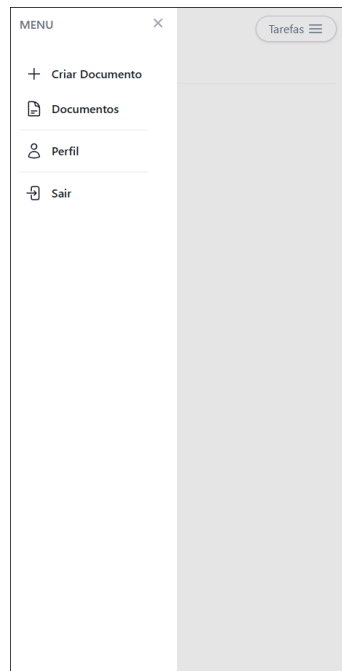 MENU
Tarefas
Criar Documento
Documentos
Perfil
Sair